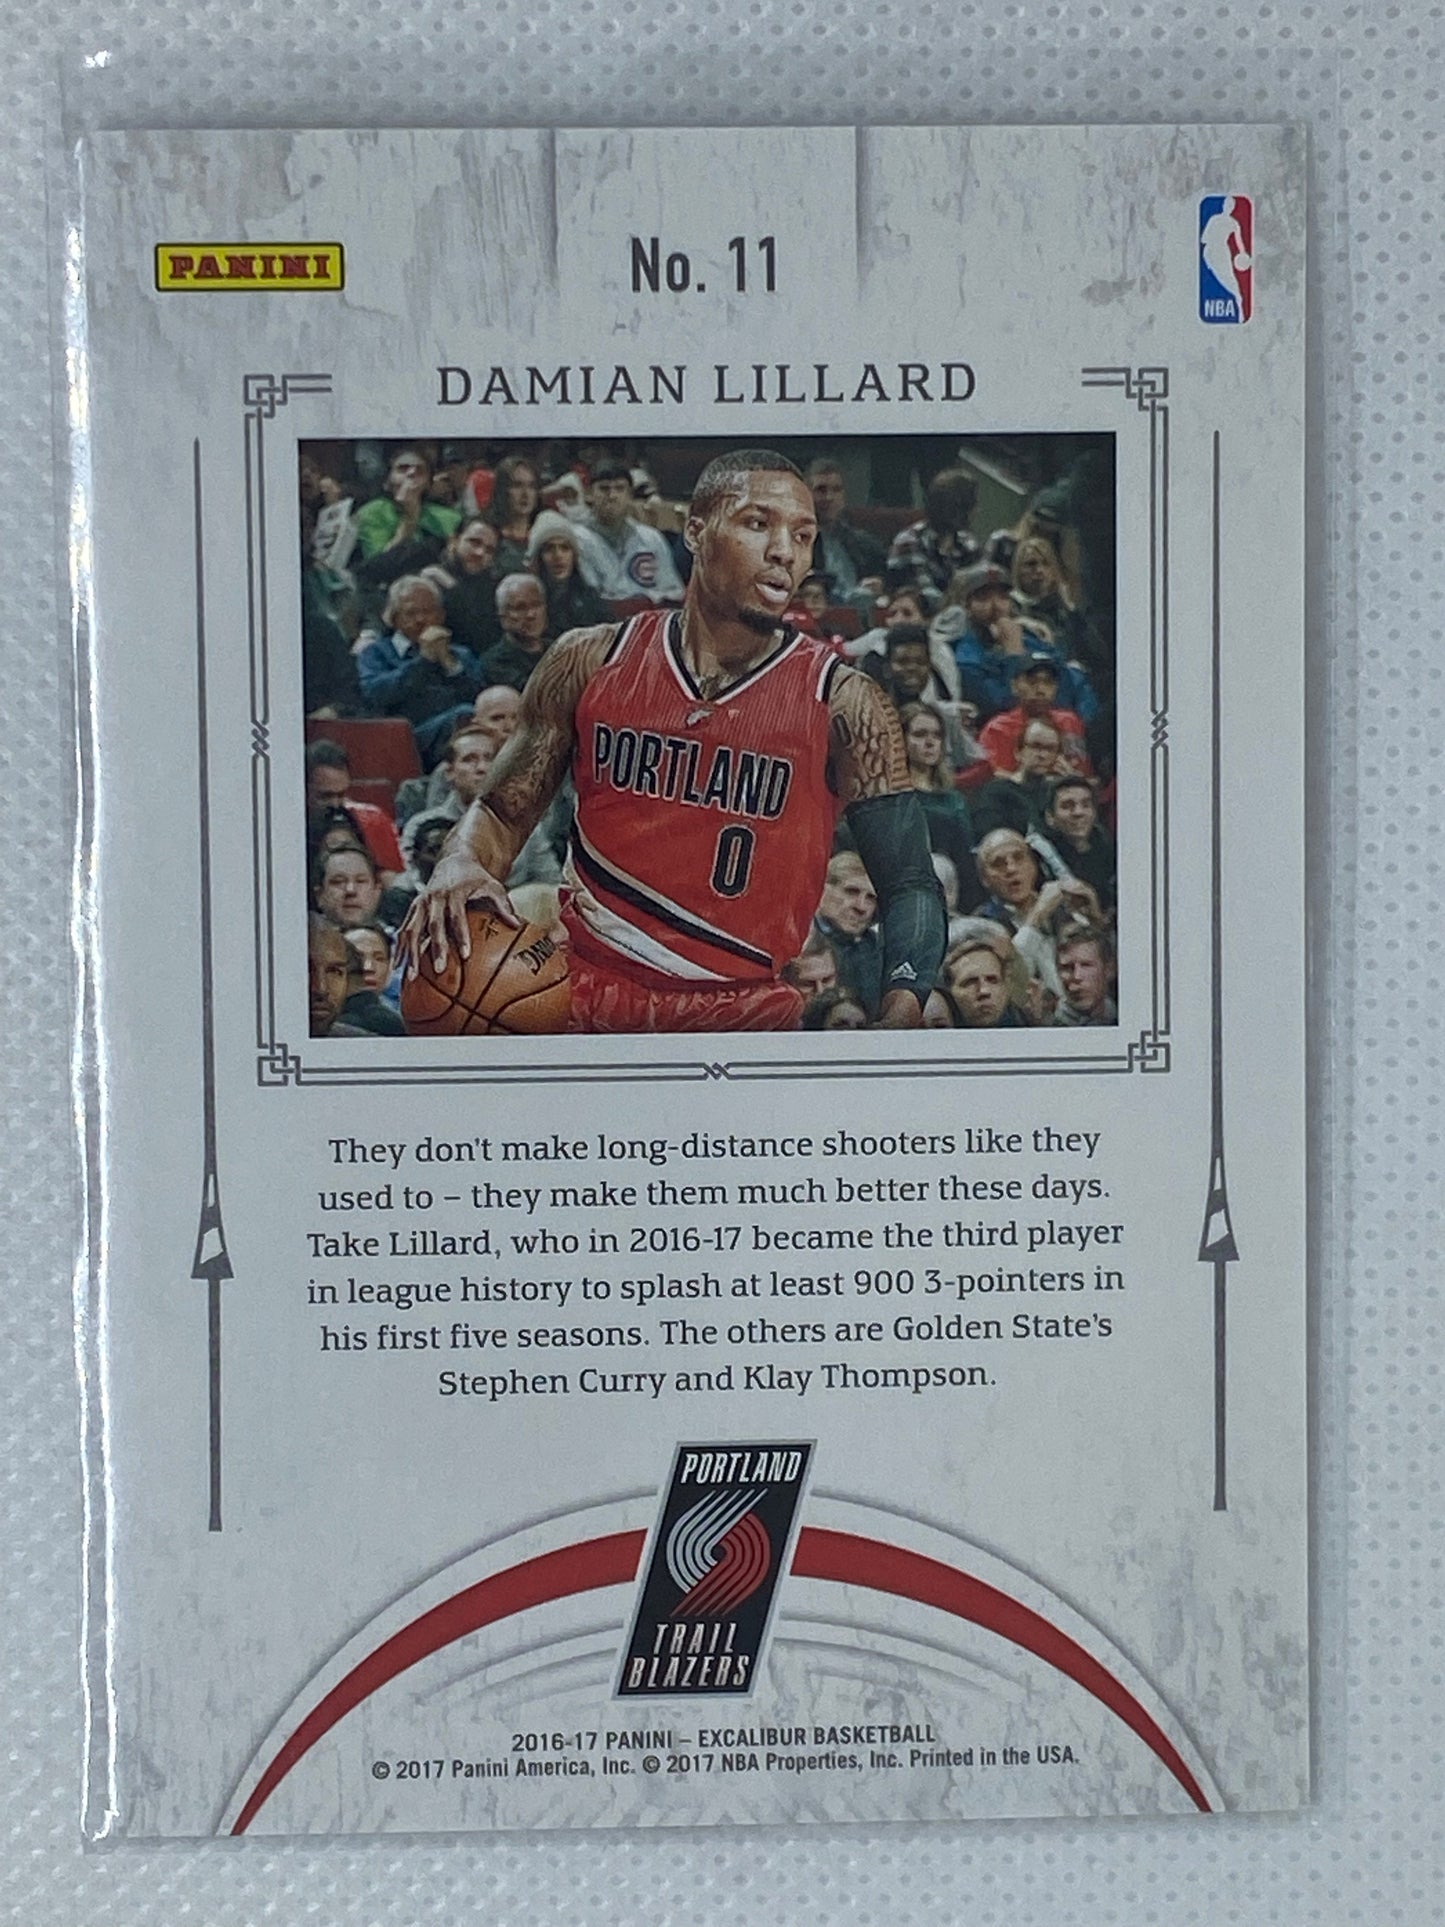 PANINI
No. 11
NBA
DAMIAN LILLARD
PORTLAND
0
They don't make long-distance shooters like they
used to – they make them much better these days.
Take Lillard, who in 2016-17 became the third player
in league history to splash at least 900 3-pointers in
his first five seasons. The others are Golden State's
Stephen Curry and Klay Thompson.
PORTLAND
TRAIL
BLAZERS
2016-17 PANINI – EXCALIBUR BASKETBALL
© 2017 Panini America, Inc. © 2017 NBA Properties, Inc. Printed in the USA.